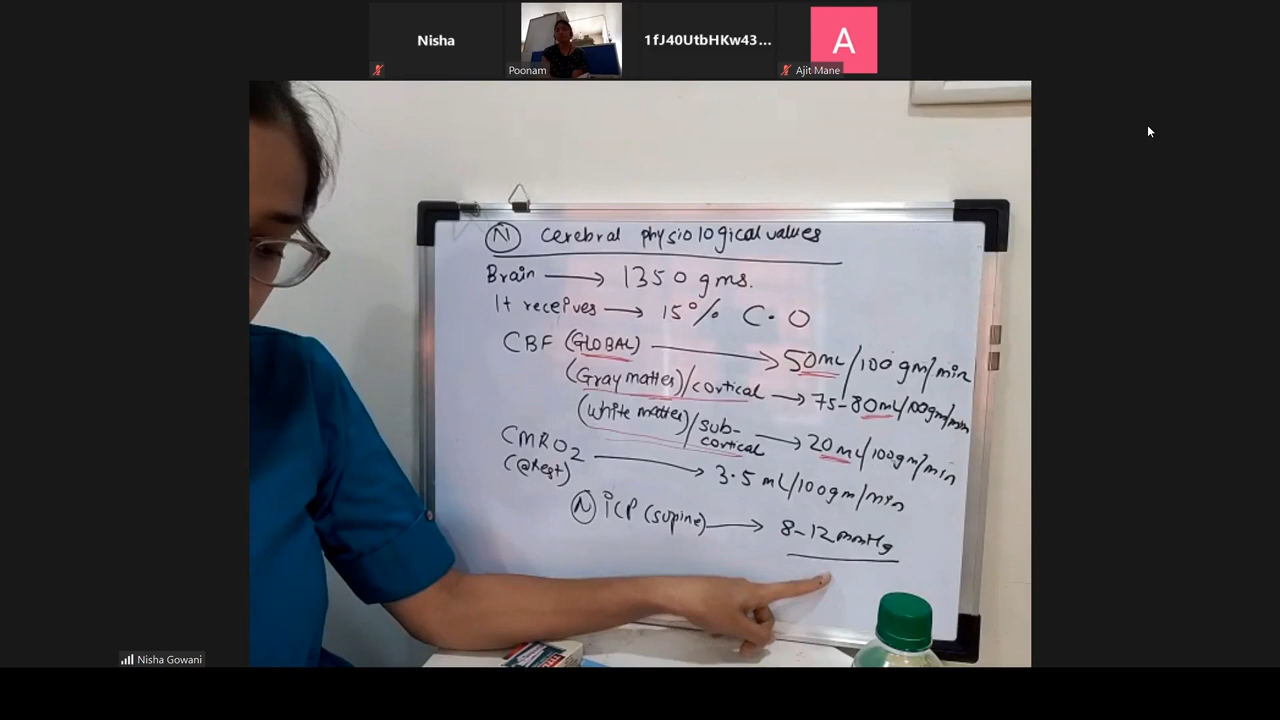 Nisha
Poonam
1fJ40UtbHKw43...
A
Ajit Mane
N Cerebral physiological values
Brain → 1350 gms.
It receives → 15% C.O
CBF (GLOBAL) → 50mL/100 gm/min
(Gray matter)/cortical → 75-80mL/100gm/min
(White matter)/sub-cortical → 20mL/100gm/min
CMRO2 (@Rest) → 3.5 mL/100gm/min
N iCP (supine) → 8-12 mmHg
Nisha Gowani